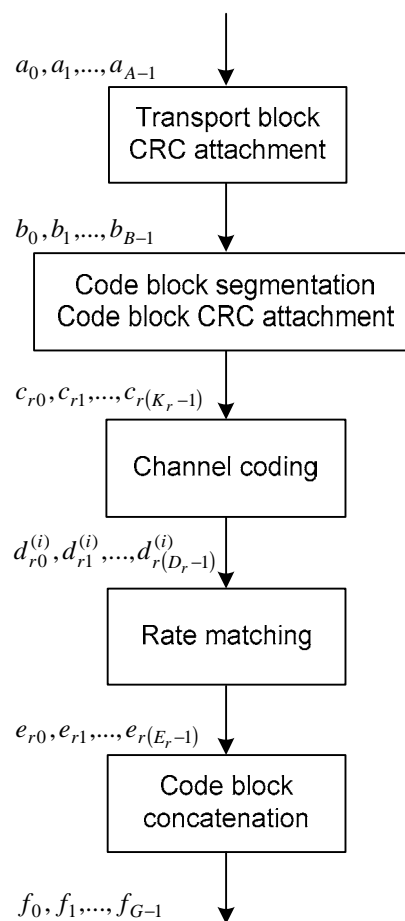 a_0, a_1,..., a_{A-1}
Transport block
CRC attachment
b_0, b_1,..., b_{B-1}
Code block segmentation
Code block CRC attachment
c_{r0}, c_{r1},..., c_{r(K_r-1)}
Channel coding
d_{r0}^{(i)}, d_{r1}^{(i)},..., d_{r(D_r-1)}^{(i)}
Rate matching
e_{r0}, e_{r1},..., e_{r(E_r-1)}
Code block
concatenation
f_0, f_1,..., f_{G-1}